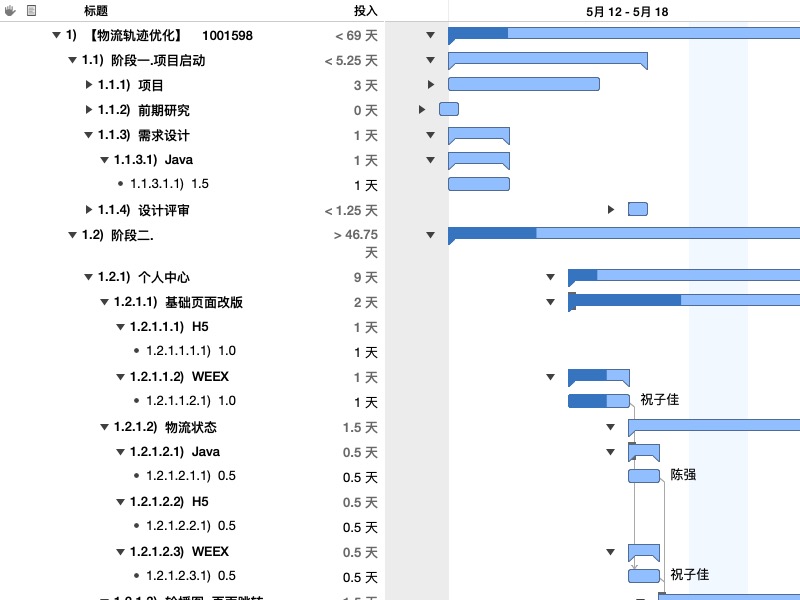 标题 投入 5月 12 - 5月 18
1) 【物流轨迹优化】 1001598 < 69 天
1.1) 阶段一.项目启动 < 5.25 天
1.1.1) 项目 3 天
1.1.2) 前期研究 0 天
1.1.3) 需求设计 1 天
1.1.3.1) Java 1 天
1.1.3.1.1) 1.5 1 天
1.1.4) 设计评审 < 1.25 天
1.2) 阶段二. > 46.75
天
1.2.1) 个人中心 9 天
1.2.1.1) 基础页面改版 2 天
1.2.1.1.1) H5 1 天
1.2.1.1.1.1) 1.0 1 天
1.2.1.1.2) WEEX 1 天
1.2.1.1.2.1) 1.0 1 天 祝子佳
1.2.1.2) 物流状态 1.5 天
1.2.1.2.1) Java 0.5 天
1.2.1.2.1.1) 0.5 0.5 天 陈强
1.2.1.2.2) H5 0.5 天
1.2.1.2.2.1) 0.5 0.5 天
1.2.1.2.3) WEEX 0.5 天
1.2.1.2.3.1) 0.5 0.5 天 祝子佳